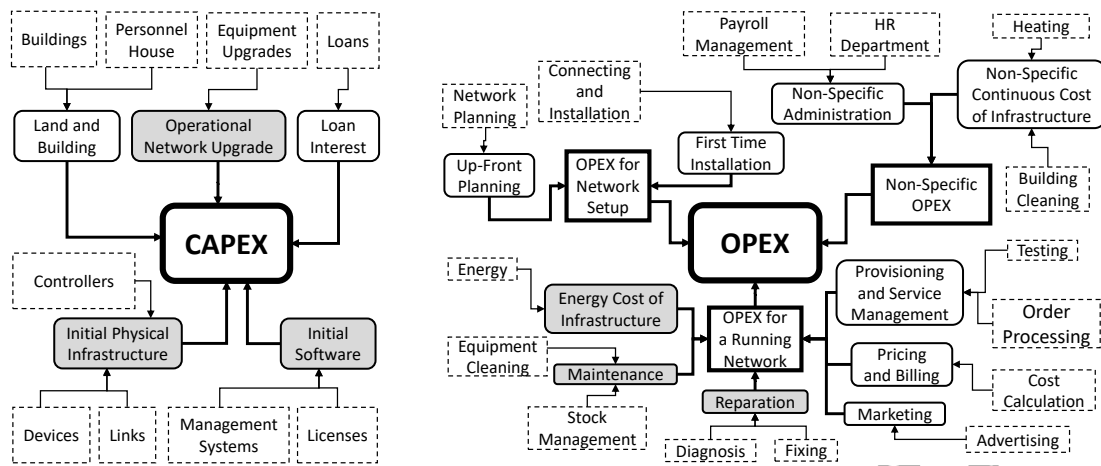 Buildings
Personnel
House
Equipment
Upgrades
Loans
Land and
Building
Operational
Network Upgrade
Loan
Interest
CAPEX
Controllers
Initial Physical
Infrastructure
Initial
Software
Devices
Links
Management
Systems
Licenses
Payroll
Management
HR
Department
Heating
Connecting
and
Installation
Network
Planning
Non-Specific
Administration
Non-Specific
Continuous Cost
of Infrastructure
Up-Front
Planning
OPEX for
Network
Setup
First Time
Installation
Non-Specific
OPEX
Building
Cleaning
OPEX
Energy
Energy Cost of
Infrastructure
OPEX for
a Running
Network
Provisioning
and Service
Management
Testing
Order
Processing
Equipment
Cleaning
Maintenance
Pricing
and Billing
Cost
Calculation
Stock
Management
Reparation
Marketing
Diagnosis
Fixing
Advertising